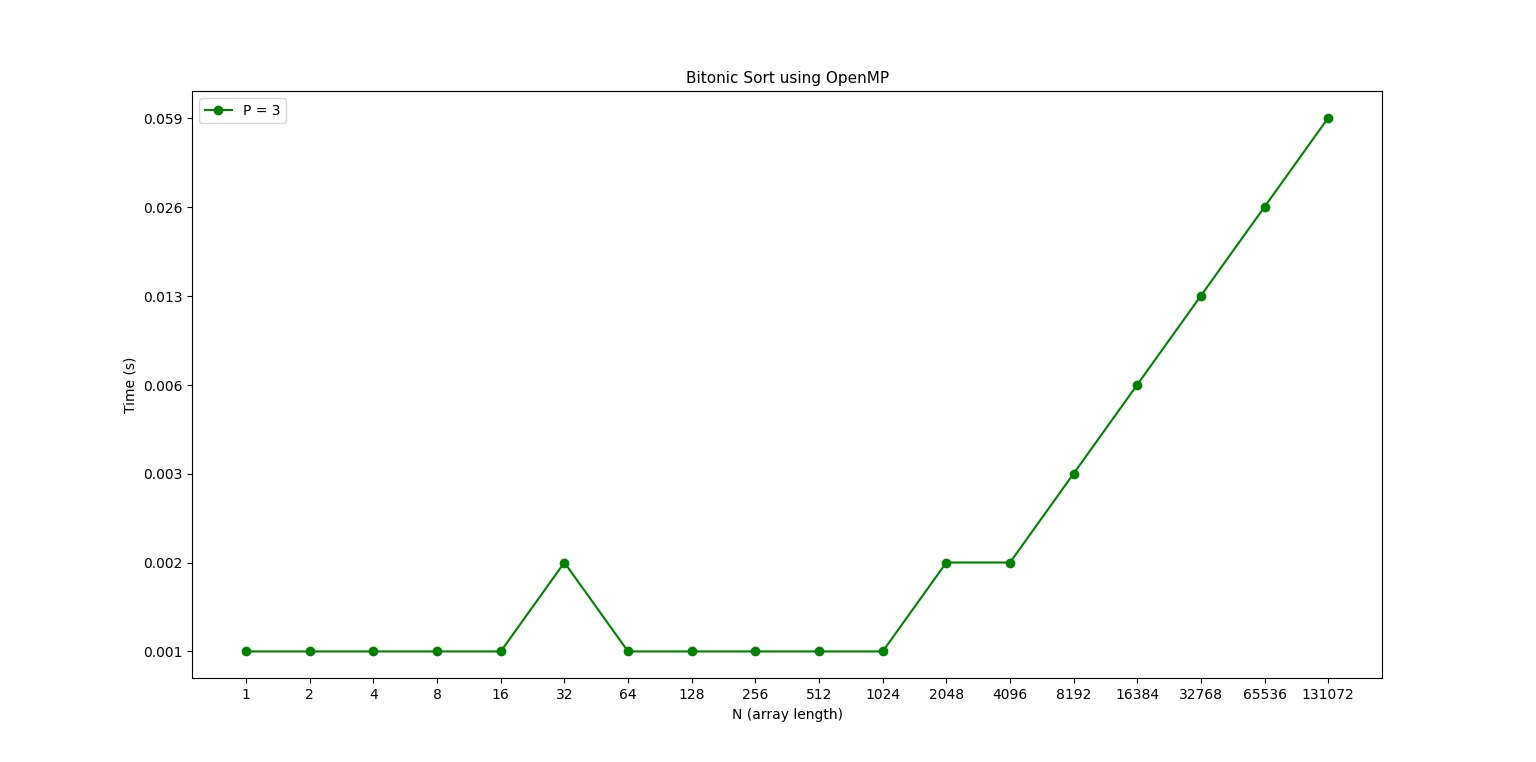 Bitonic Sort using OpenMP
P = 3
0.059
0.026
0.013
0.006
0.003
0.002
0.001
Time (s)
1 2 4 8 16 32 64 128 256 512 1024 2048 4096 8192 16384 32768 65536 131072
N (array length)